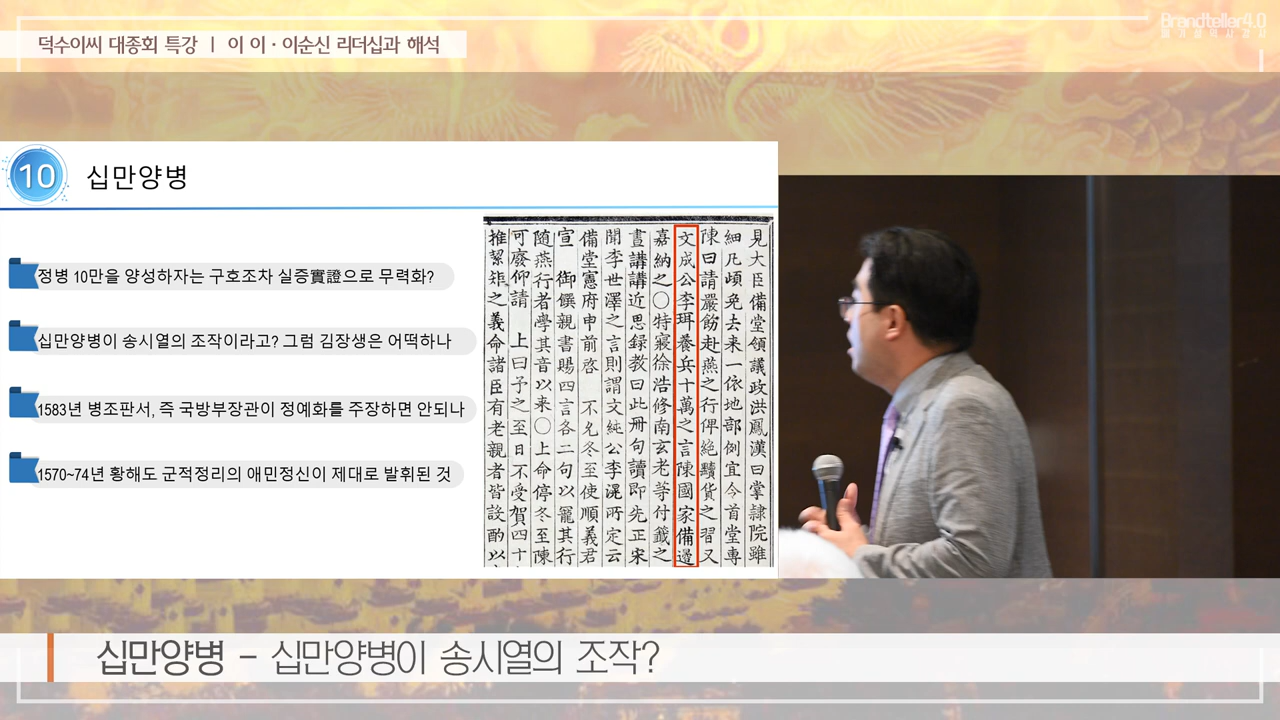 덕수이씨 대종회 특강 ㅣ 이 이 · 이순신 리더십과 해석
Brandteller4.0
10 십만양병
정병 10만을 양성하자는 구호조차 실증實證으로 무력화?
십만양병이 송시열의 조작이라고? 그럼 김장생은 어떡하나
1583년 병조판서, 즉 국방부장관이 정예화를 주장하면 안되나
1570~74년 황해도 군적정리의 애민정신이 제대로 발휘된 것
見大臣備堂領議政洪鳳漢曰掌隷院雖
細凡頉免去来一依地部例宜今首堂專
陳曰請嚴飭赴燕之行俾絶黷貨之習又
文成公李珥養兵十萬之言陳國家備邉
嘉納之○特寢徐浩修南玄老等付籤之
晝講講近思録敎曰此冊句讀即先正宋
聞李世澤之言則謂文純公李滉所定云
備堂憲府申前啓 不允冬至使順義君
宣 御饌親書賜四言各二句以寵其行
随燕行者學其音以来○上命停冬至陳
可廢仰請 上曰予之至日不受賀四十
推絜矩之義命諸臣有老親者皆設酌以
십만양병 – 십만양병이 송시열의 조작?